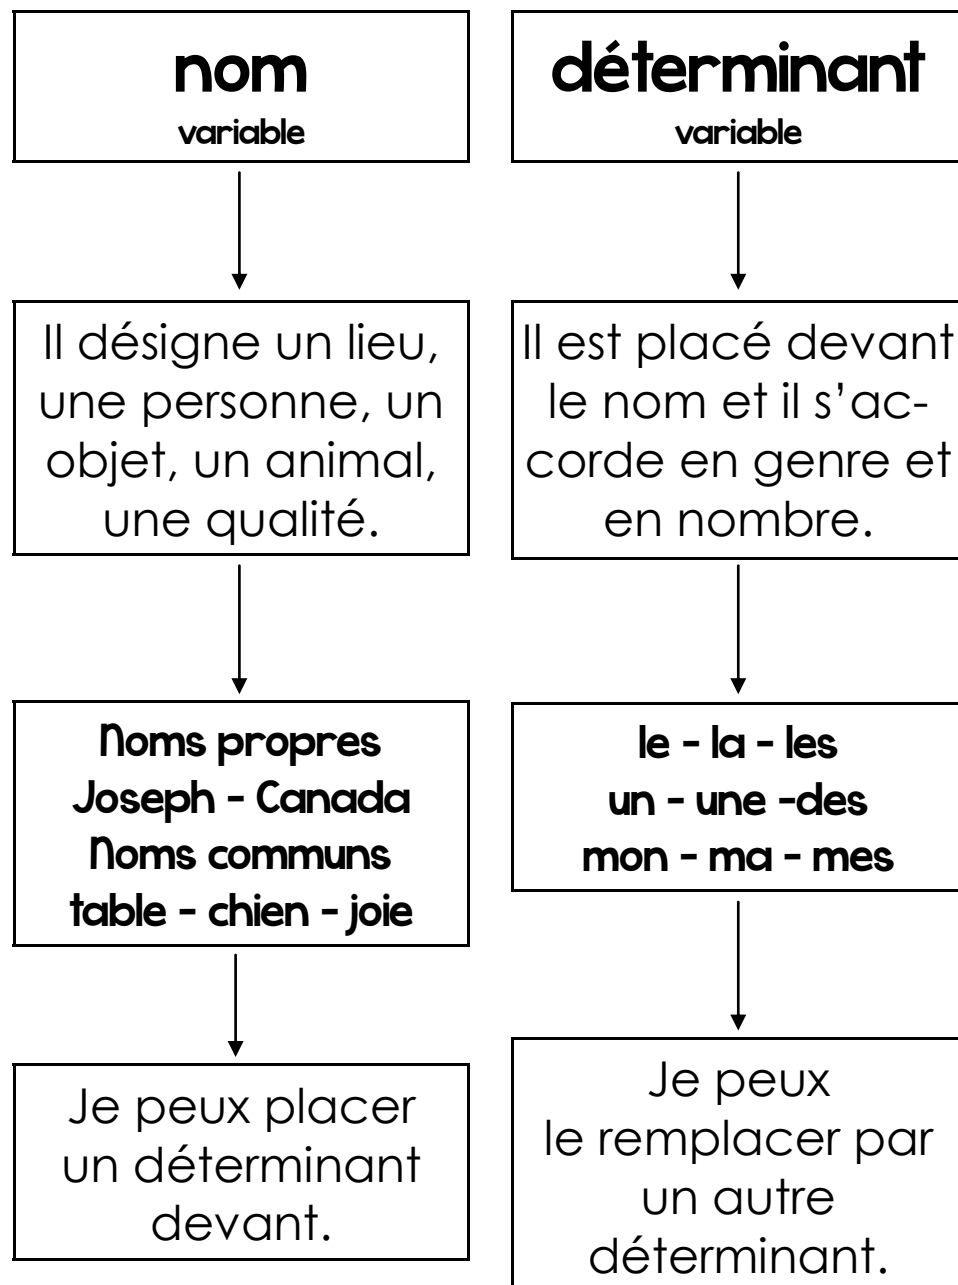 nom
variable
Il désigne un lieu,
une personne, un
objet, un animal,
une qualité.
Noms propres
Joseph - Canada
Noms communs
table - chien - joie
Je peux placer
un déterminant
devant.
déterminant
variable
Il est placé devant
le nom et il s’ac-
corde en genre et
en nombre.
le - la - les
un - une -des
mon - ma - mes
Je peux
le remplacer par
un autre
déterminant.